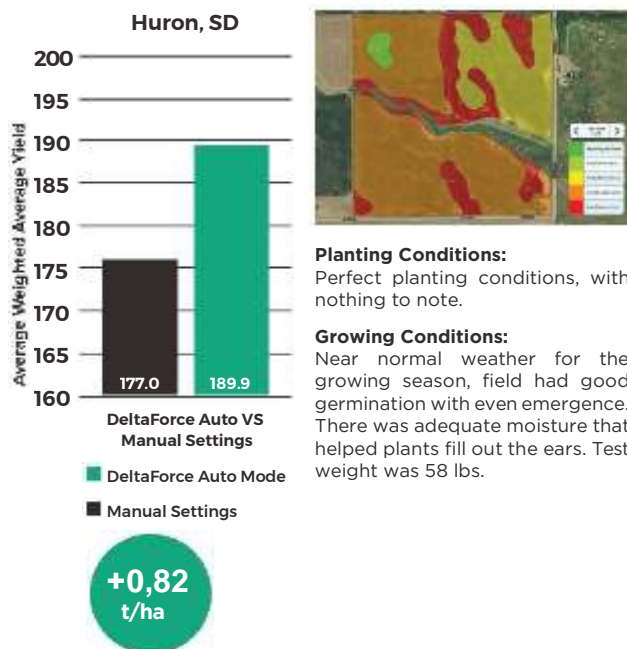 Huron, SD
Average Weighted Average Yield
200
195
190
185
180
175
170
165
160
177.0
189.9
DeltaForce Auto VS
Manual Settings
DeltaForce Auto Mode
Manual Settings
+0,82
t/ha
Planting Conditions:
Perfect planting conditions, with
nothing to note.
Growing Conditions:
Near normal weather for the
growing season, field had good
germination with even emergence.
There was adequate moisture that
helped plants fill out the ears. Test
weight was 58 lbs.